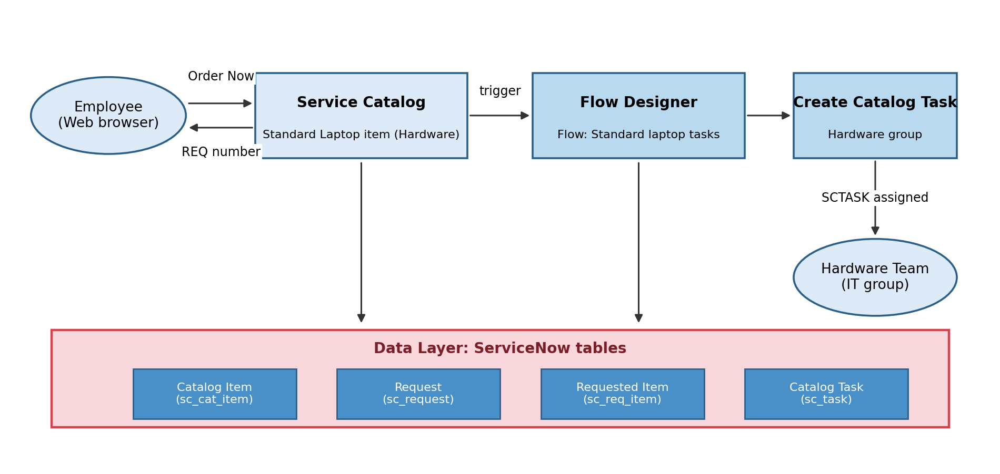 Order Now
Employee
(Web browser)
REQ number
Service Catalog
Standard Laptop item (Hardware)
trigger
Flow Designer
Flow: Standard laptop tasks
Create Catalog Task
Hardware group
SCTASK assigned
Hardware Team
(IT group)
Data Layer: ServiceNow tables
Catalog Item
(sc_cat_item)
Request
(sc_request)
Requested Item
(sc_req_item)
Catalog Task
(sc_task)